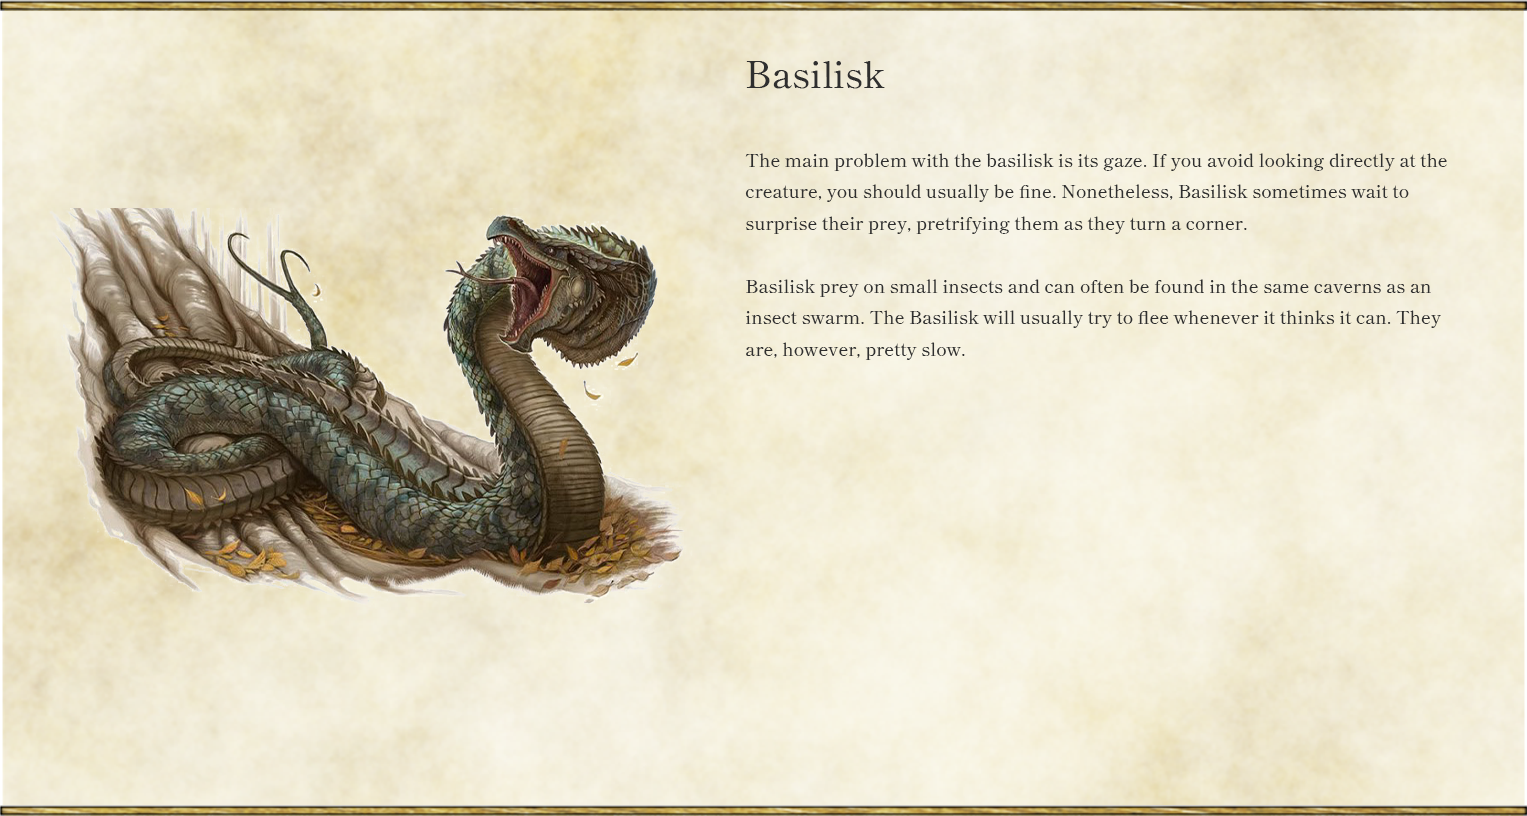 Basilisk
The main problem with the basilisk is its gaze. If you avoid looking directly at the
creature, you should usually be fine. Nonetheless, Basilisk sometimes wait to
surprise their prey, pretrifying them as they turn a corner.
Basilisk prey on small insects and can often be found in the same caverns as an
insect swarm. The Basilisk will usually try to flee whenever it thinks it can. They
are, however, pretty slow.